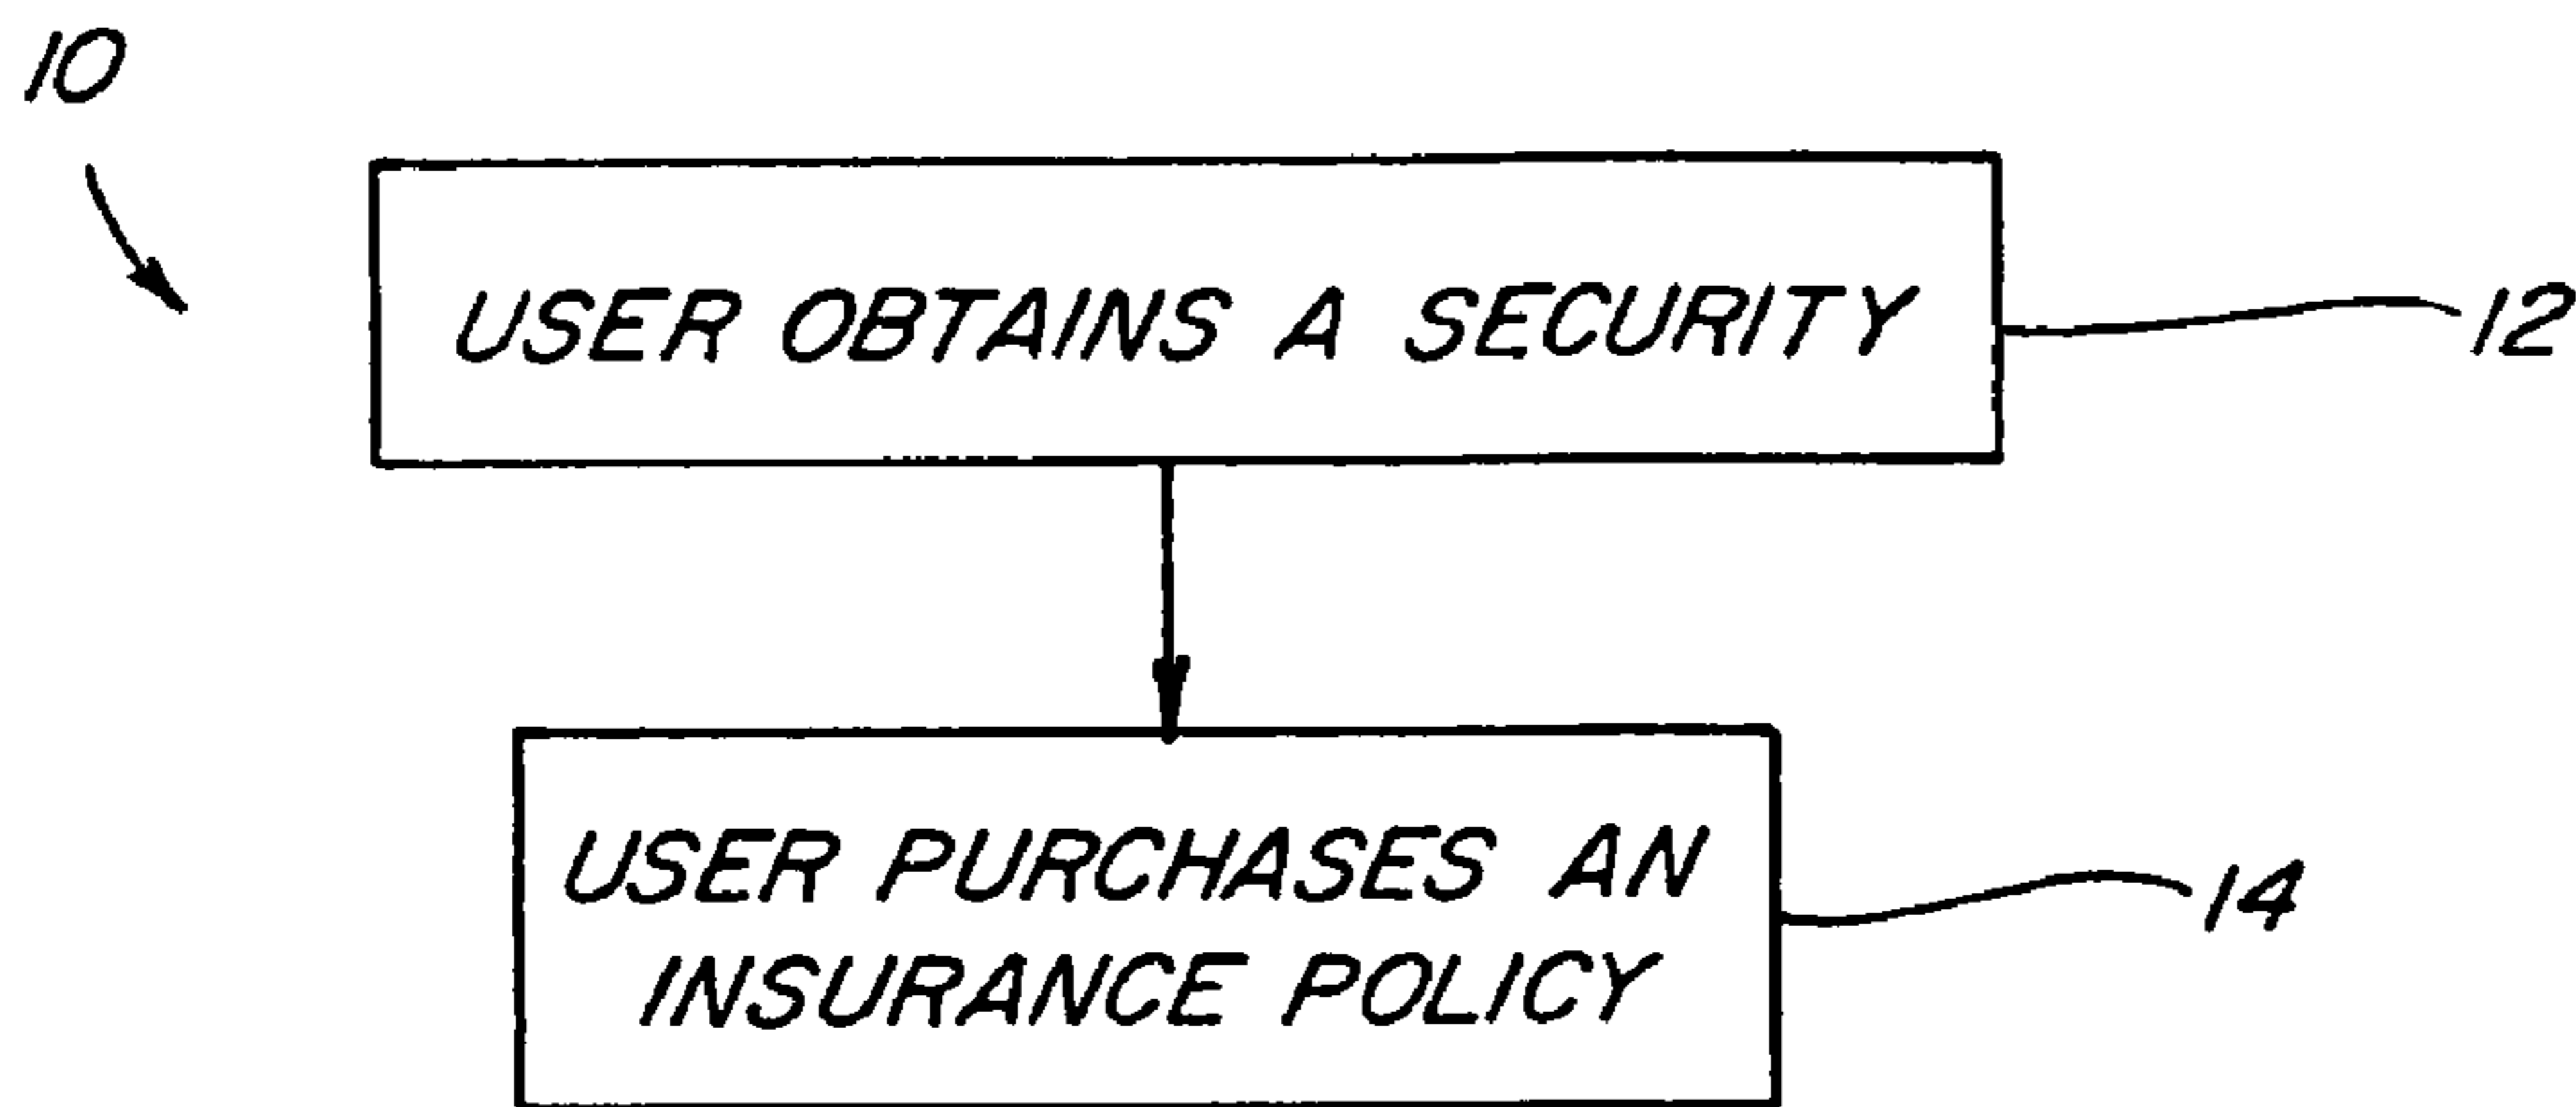 10
USER OBTAINS A SECURITY
12
USER PURCHASES AN
INSURANCE POLICY
14